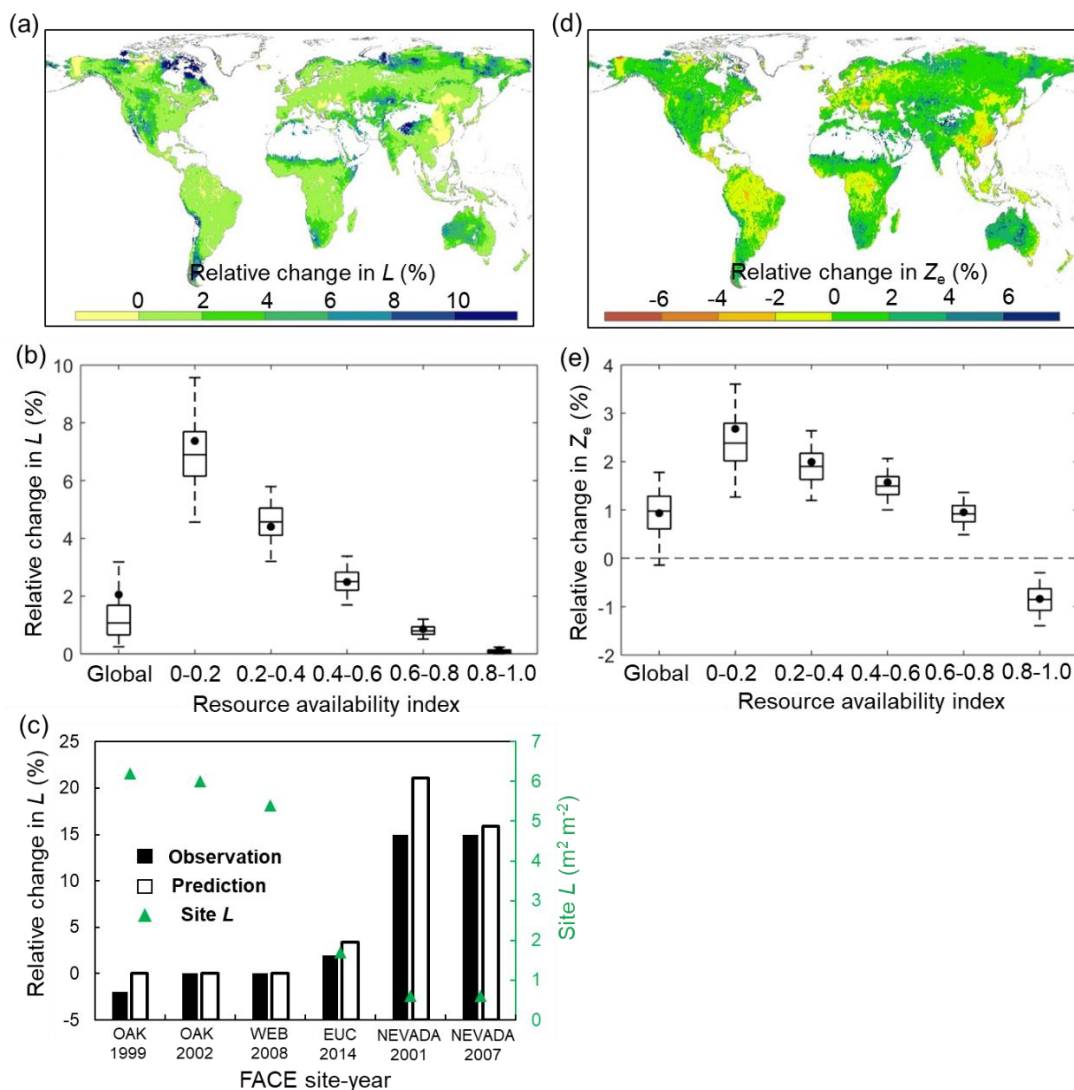 (a)
Relative change in L (%)
0 2 4 6 8 10
(d)
Relative change in Ze (%)
-6 -4 -2 0 2 4 6
(b)
Relative change in L (%)
10
8
6
4
2
0
Global 0-0.2 0.2-0.4 0.4-0.6 0.6-0.8 0.8-1.0
Resource availability index
(e)
Relative change in Ze (%)
4
3
2
1
0
-1
-2
Global 0-0.2 0.2-0.4 0.4-0.6 0.6-0.8 0.8-1.0
Resource availability index
(c)
Relative change in L (%)
25
20
15
10
5
0
-5
Observation
Prediction
Site L
7
6
5
4
3
2
1
0
Site L (m² m⁻²)
OAK OAK WEB EUC NEVADA NEVADA
1999 2002 2008 2014 2001 2007
FACE site-year